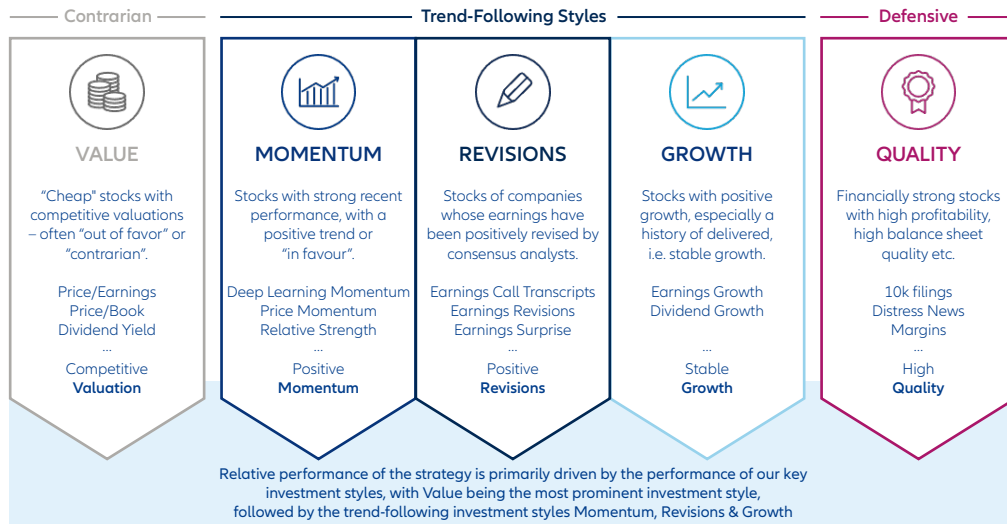 Contrarian
Trend-Following Styles
Defensive
VALUE
“Cheap" stocks with
competitive valuations
– often “out of favor” or
“contrarian”.
Price/Earnings
Price/Book
Dividend Yield
...
Competitive
Valuation
MOMENTUM
Stocks with strong recent
performance, with a
positive trend or
“in favour”.
Deep Learning Momentum
Price Momentum
Relative Strength
...
Positive
Momentum
REVISIONS
Stocks of companies
whose earnings have
been positively revised by
consensus analysts.
Earnings Call Transcripts
Earnings Revisions
Earnings Surprise
...
Positive
Revisions
GROWTH
Stocks with positive
growth, especially a
history of delivered,
i.e. stable growth.
Earnings Growth
Dividend Growth
...
Stable
Growth
QUALITY
Financially strong stocks
with high profitability,
high balance sheet
quality etc.
10k filings
Distress News
Margins
...
High
Quality
Relative performance of the strategy is primarily driven by the performance of our key
investment styles, with Value being the most prominent investment style,
followed by the trend-following investment styles Momentum, Revisions & Growth